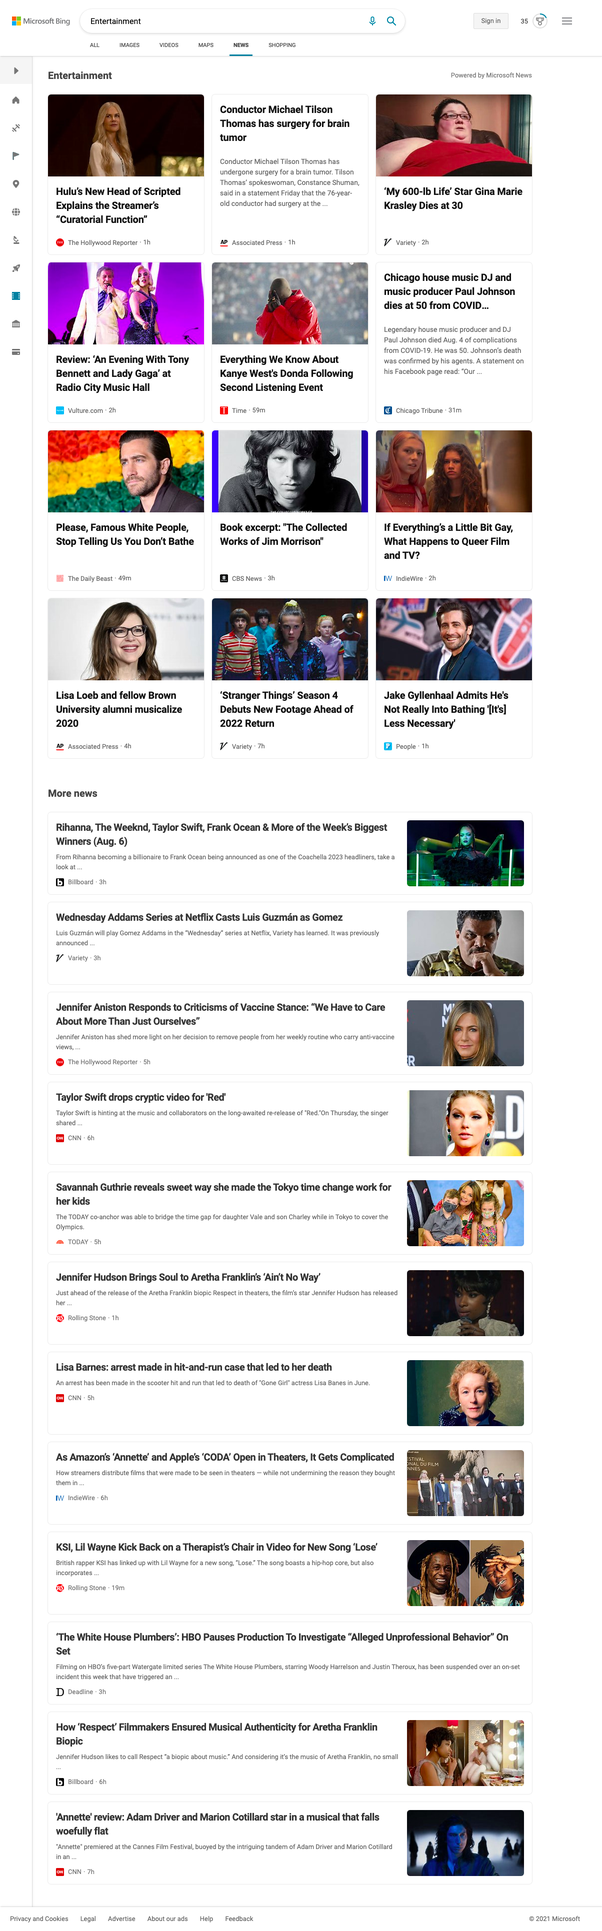 Microsoft Bing
Entertainment
Sign in
35
ALL IMAGES VIDEOS MAPS NEWS SHOPPING
Entertainment
Powered by Microsoft News
Hulu's New Head of Scripted
Explains the Streamer's
"Curatorial Function"
The Hollywood Reporter · 1h
Conductor Michael Tilson
Thomas has surgery for brain
tumor
Conductor Michael Tilson Thomas has
undergone surgery for a brain tumor. Tilson
Thomas' spokeswoman, Constance Shuman,
said in a statement Friday that the 76-year-
old conductor had surgery at the ...
AP Associated Press · 1h
'My 600-lb Life' Star Gina Marie
Krasley Dies at 30
Variety · 2h
Review: 'An Evening With Tony
Bennett and Lady Gaga' at
Radio City Music Hall
Vulture.com · 2h
Everything We Know About
Kanye West's Donda Following
Second Listening Event
Time · 59m
Chicago house music DJ and
music producer Paul Johnson
dies at 50 from COVID...
Legendary house music producer and DJ
Paul Johnson died Aug. 4 of complications
from COVID-19. He was 50. Johnson's death
was confirmed by his agents. A statement on
his Facebook page read: "Our ...
Chicago Tribune · 31m
Please, Famous White People,
Stop Telling Us You Don't Bathe
The Daily Beast · 49m
Book excerpt: "The Collected
Works of Jim Morrison"
CBS News · 3h
If Everything's a Little Bit Gay,
What Happens to Queer Film
and TV?
IndieWire · 2h
Lisa Loeb and fellow Brown
University alumni musicalize
2020
AP Associated Press · 4h
'Stranger Things' Season 4
Debuts New Footage Ahead of
2022 Return
Variety · 7h
Jake Gyllenhaal Admits He's
Not Really Into Bathing '[It's]
Less Necessary'
People · 1h
More news
Rihanna, The Weeknd, Taylor Swift, Frank Ocean & More of the Week's Biggest
Winners (Aug. 6)
From Rihanna becoming a billionaire to Frank Ocean being announced as one of the Coachella 2023 headliners, take a
look at ...
Billboard · 3h
Wednesday Addams Series at Netflix Casts Luis Guzmán as Gomez
Luis Guzmán will play Gomez Addams in the "Wednesday" series at Netflix, Variety has learned. It was previously
announced ...
Variety · 3h
Jennifer Aniston Responds to Criticisms of Vaccine Stance: "We Have to Care
About More Than Just Ourselves"
Jennifer Aniston has shed more light on her decision to remove people from her weekly routine who carry anti-vaccine
views, ...
The Hollywood Reporter · 5h
Taylor Swift drops cryptic video for 'Red'
Taylor Swift is hinting at the music and collaborators on the long-awaited re-release of "Red."On Thursday, the singer
shared ...
CNN · 6h
Savannah Guthrie reveals sweet way she made the Tokyo time change work for
her kids
The TODAY co-anchor was able to bridge the time gap for daughter Vale and son Charley while in Tokyo to cover the
Olympics.
TODAY · 5h
Jennifer Hudson Brings Soul to Aretha Franklin's 'Ain't No Way'
Just ahead of the release of the Aretha Franklin biopic Respect in theaters, the film's star Jennifer Hudson has released
her ...
Rolling Stone · 1h
Lisa Barnes: arrest made in hit-and-run case that led to her death
An arrest has been made in the scooter hit and run that led to death of "Gone Girl" actress Lisa Banes in June.
CNN · 5h
As Amazon's 'Annette' and Apple's 'CODA' Open in Theaters, It Gets Complicated
How streamers distribute films that were made to be seen in theaters — while not undermining the reason they bought
them in ...
IndieWire · 6h
KSI, Lil Wayne Kick Back on a Therapist's Chair in Video for New Song 'Lose'
British rapper KSI has linked up with Lil Wayne for a new song, "Lose." The song boasts a hip-hop core, but also
incorporates ...
Rolling Stone · 19m
'The White House Plumbers': HBO Pauses Production To Investigate "Alleged Unprofessional Behavior" On
Set
Filming on HBO's five-part Watergate limited series The White House Plumbers, starring Woody Harrelson and Justin Theroux, has been suspended over an on-set
incident this week that have triggered an ...
Deadline · 3h
How 'Respect' Filmmakers Ensured Musical Authenticity for Aretha Franklin
Biopic
Jennifer Hudson likes to call Respect "a biopic about music." And considering it's the music of Aretha Franklin, no small
...
Billboard · 6h
'Annette' review: Adam Driver and Marion Cotillard star in a musical that falls
woefully flat
"Annette" premiered at the Cannes Film Festival, buoyed by the intriguing tandem of Adam Driver and Marion Cotillard
in an ...
CNN · 7h
Privacy and Cookies Legal Advertise About our ads Help Feedback
© 2021 Microsoft